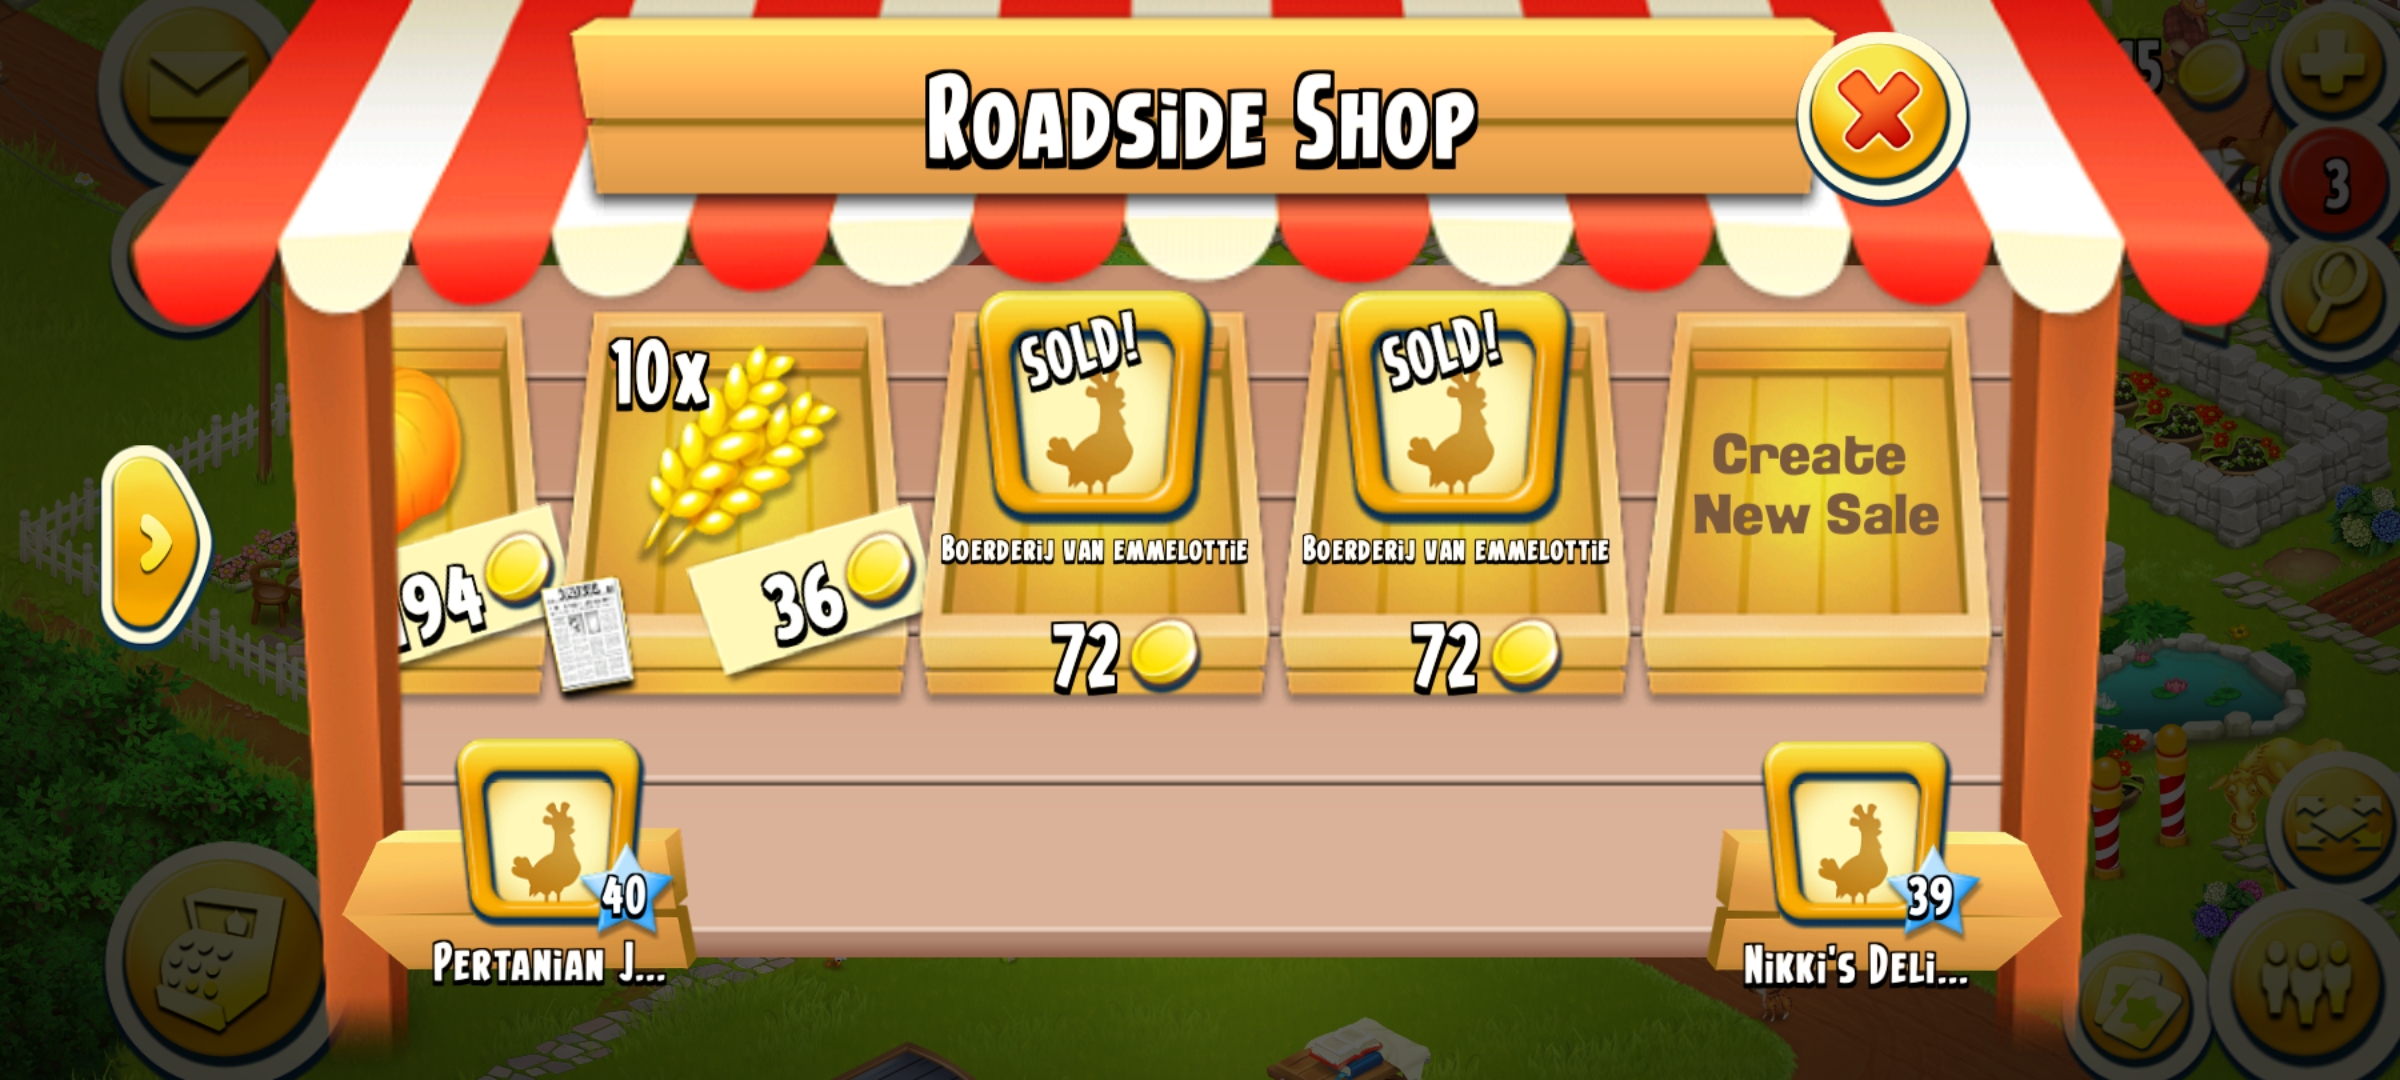 ROADSIDE SHOP
3
10x
SOLD!
SOLD!
Create
New Sale
94
36
BOERDERIJ VAN EMMELOTTIE
BOERDERIJ VAN EMMELOTTIE
72
72
40
39
PERTANIAN J...
NIKKI'S DELI...